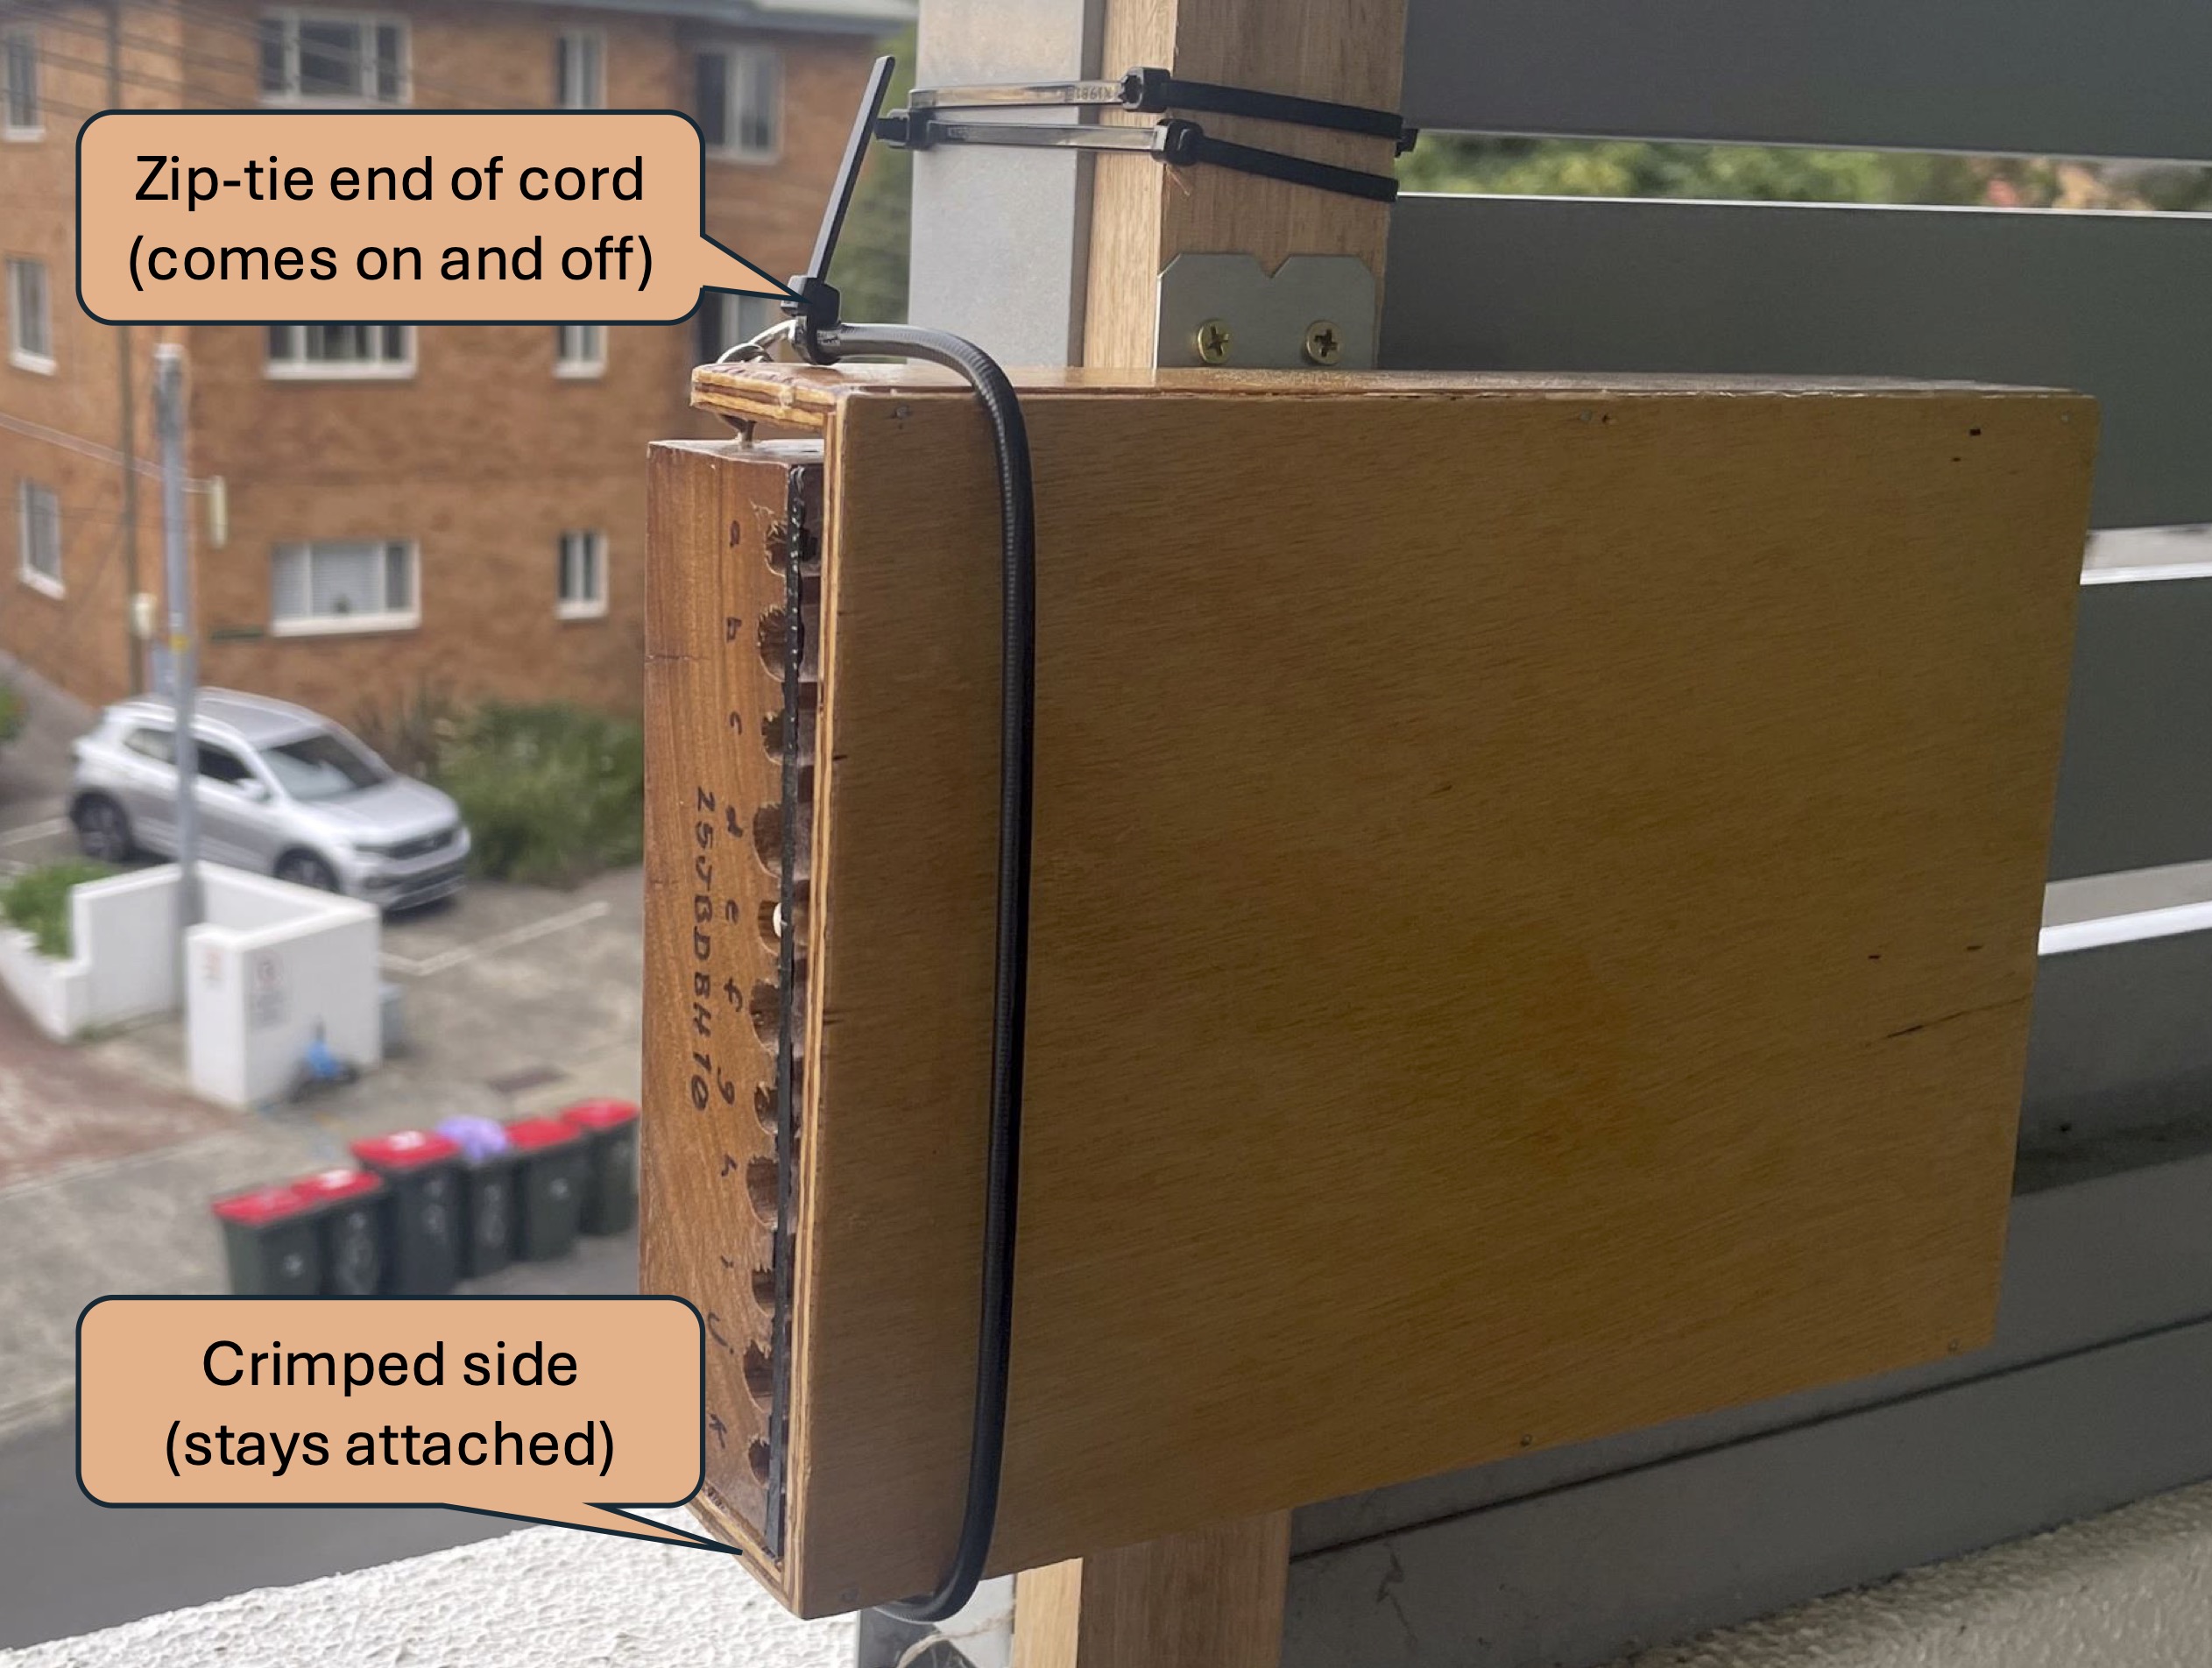 Zip-tie end of cord
(comes on and off)
a
b
c
d
e
f
g
h
i
j
k
25JBDBH10
Crimped side
(stays attached)